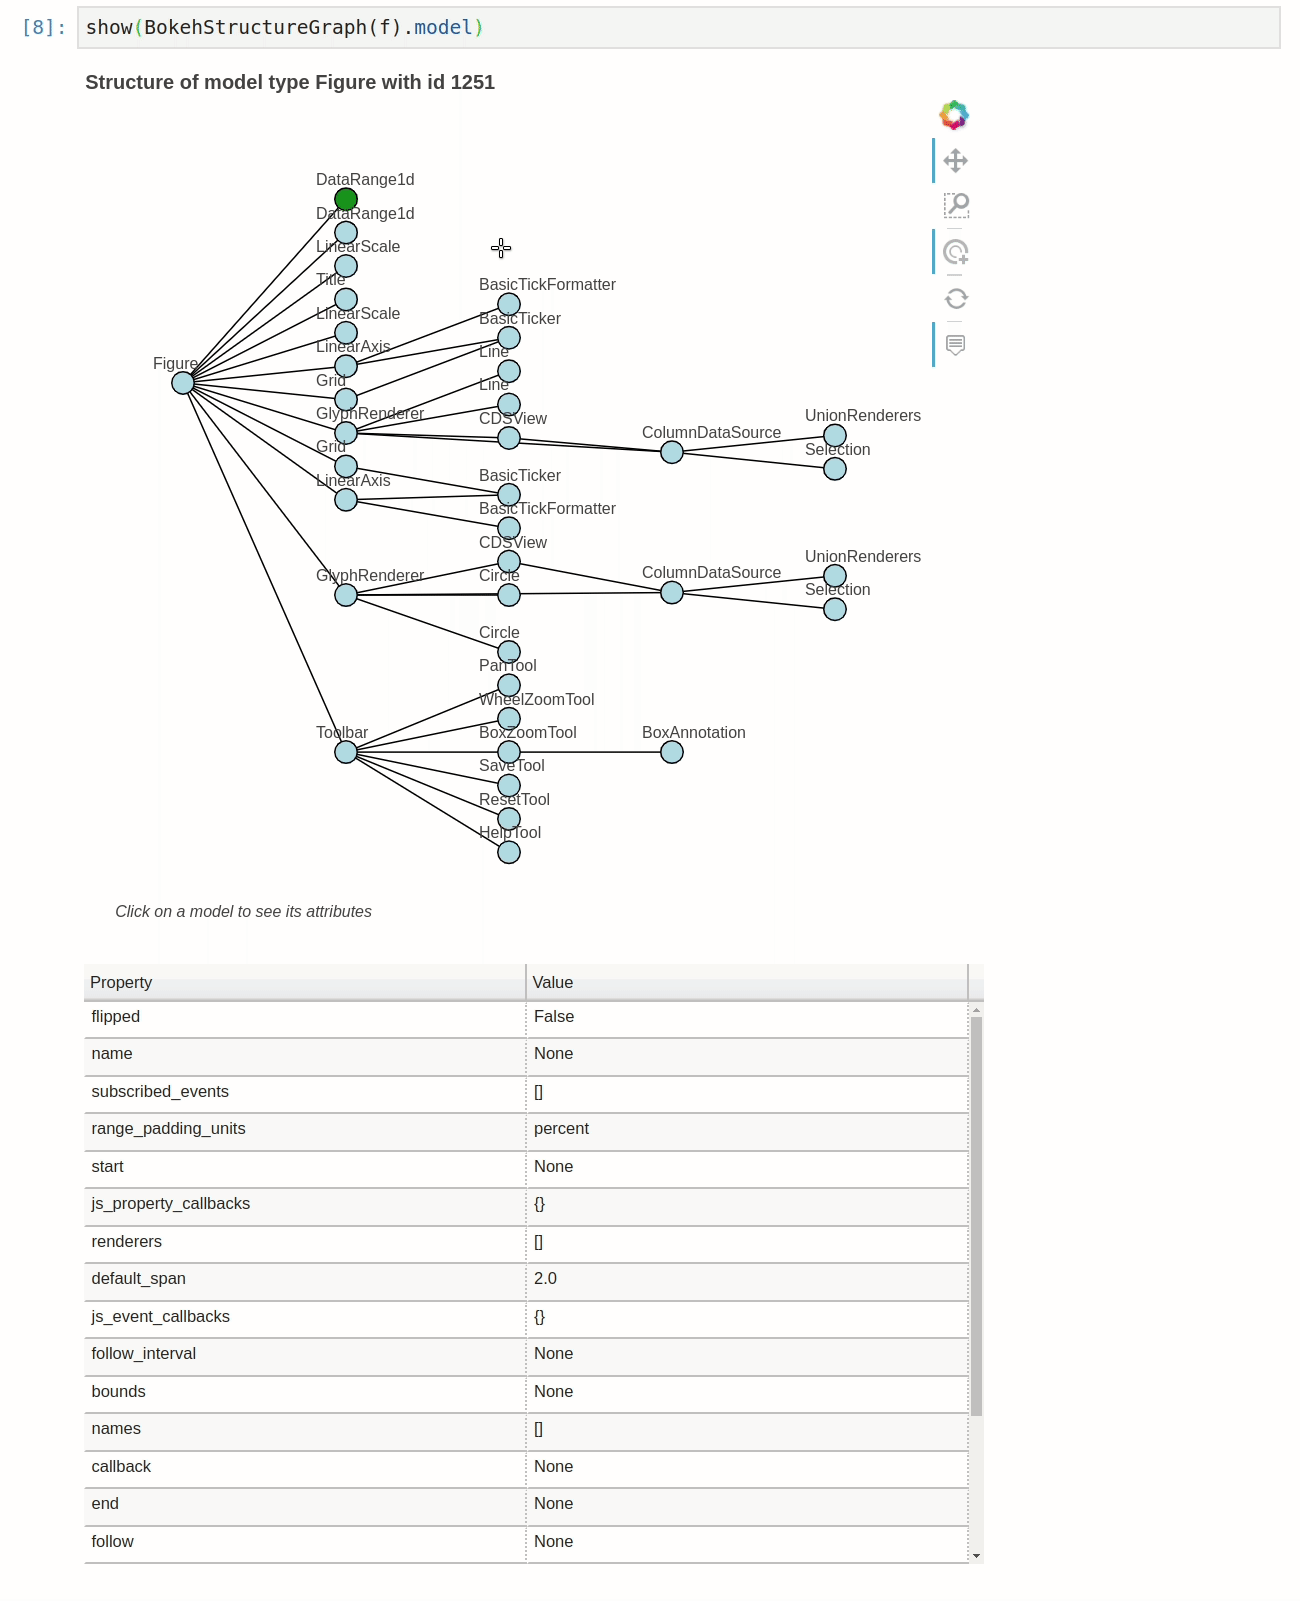 [8]: show(BokehStructureGraph(f).model)
Structure of model type Figure with id 1251
DataRange1d
DataRange1d
LinearScale
Title
BasicTickFormatter
LinearScale
BasicTicker
LinearAxis
Line
Figure
Grid
Line
GlyphRenderer
CDSView
UnionRenderers
ColumnDataSource
Grid
Selection
LinearAxis
BasicTicker
BasicTickFormatter
CDSView
UnionRenderers
GlyphRenderer
Circle
ColumnDataSource
Selection
Circle
PanTool
WheelZoomTool
Toolbar
BoxZoomTool
BoxAnnotation
SaveTool
ResetTool
HelpTool
Click on a model to see its attributes
Property Value
flipped False
name None
subscribed_events []
range_padding_units percent
start None
js_property_callbacks {}
renderers []
default_span 2.0
js_event_callbacks {}
follow_interval None
bounds None
names []
callback None
end None
follow None